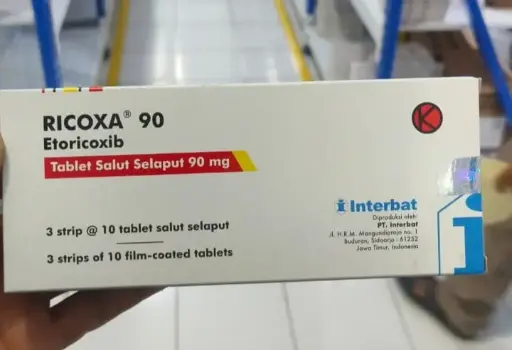 RICOXA® 90
Etoricoxib
Tablet Salut Selaput 90 mg
3 strip @ 10 tablet salut selaput
3 strips of 10 film-coated tablets
K
i Interbat
Diproduksi oleh:
PT. Interbat
Jl. H.R.M. Mangundiprojo no. 1
Buduran, Sidoarjo - 61252
Jawa Timur, Indonesia
i